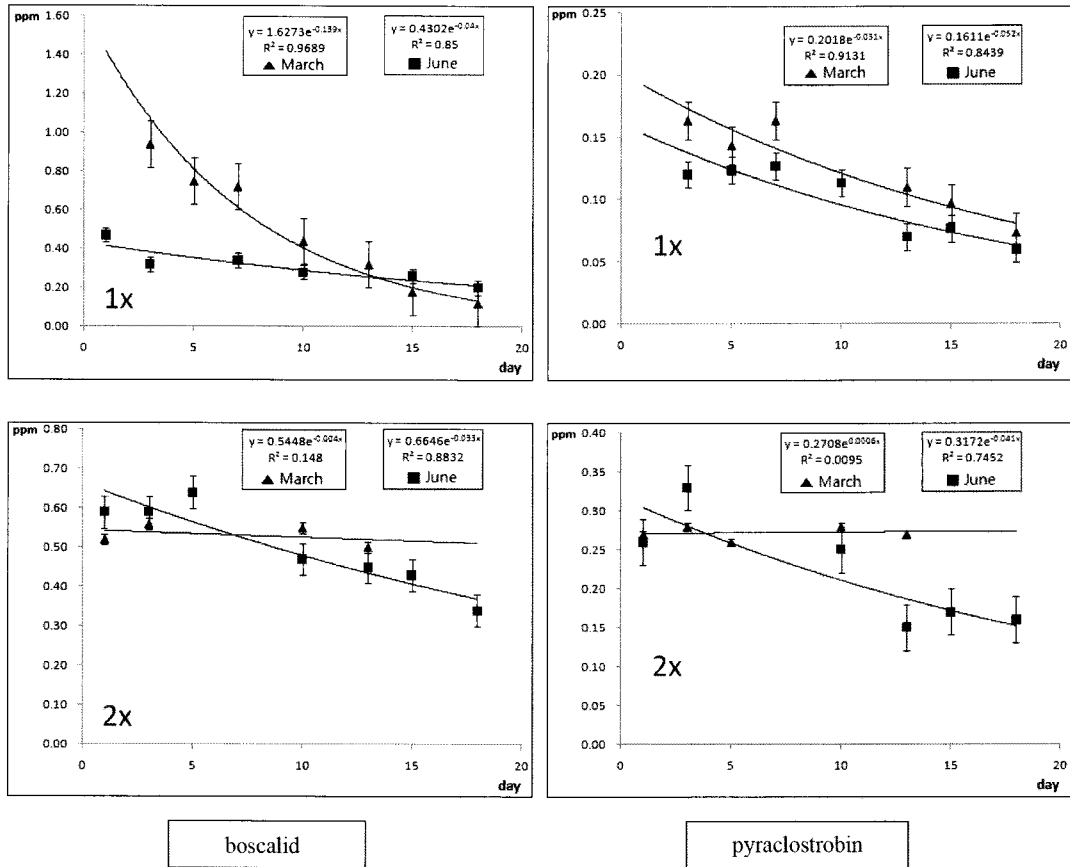 ppm
y = 1.6273e^-0.139x
R² = 0.9689
▲ March
y = 0.4302e^-0.04x
R² = 0.85
■ June
1.60
1.40
1.20
1.00
0.80
0.60
0.40
0.20
0.00
1x
0 5 10 15 20
day
ppm
y = 0.2018e^-0.031x
R² = 0.9131
▲ March
y = 0.1611e^-0.052x
R² = 0.8439
■ June
0.25
0.20
0.15
0.10
0.05
0.00
1x
0 5 10 15 20
day
ppm
y = 0.5448e^-0.004x
R² = 0.148
▲ March
y = 0.6646e^-0.033x
R² = 0.8832
■ June
0.80
0.70
0.60
0.50
0.40
0.30
0.20
0.10
0.00
2x
0 5 10 15 20
day
ppm
y = 0.2708e^0.0006x
R² = 0.0095
▲ March
y = 0.3172e^-0.041x
R² = 0.7452
■ June
0.40
0.35
0.30
0.25
0.20
0.15
0.10
0.05
0.00
2x
0 5 10 15 20
day
boscalid
pyraclostrobin